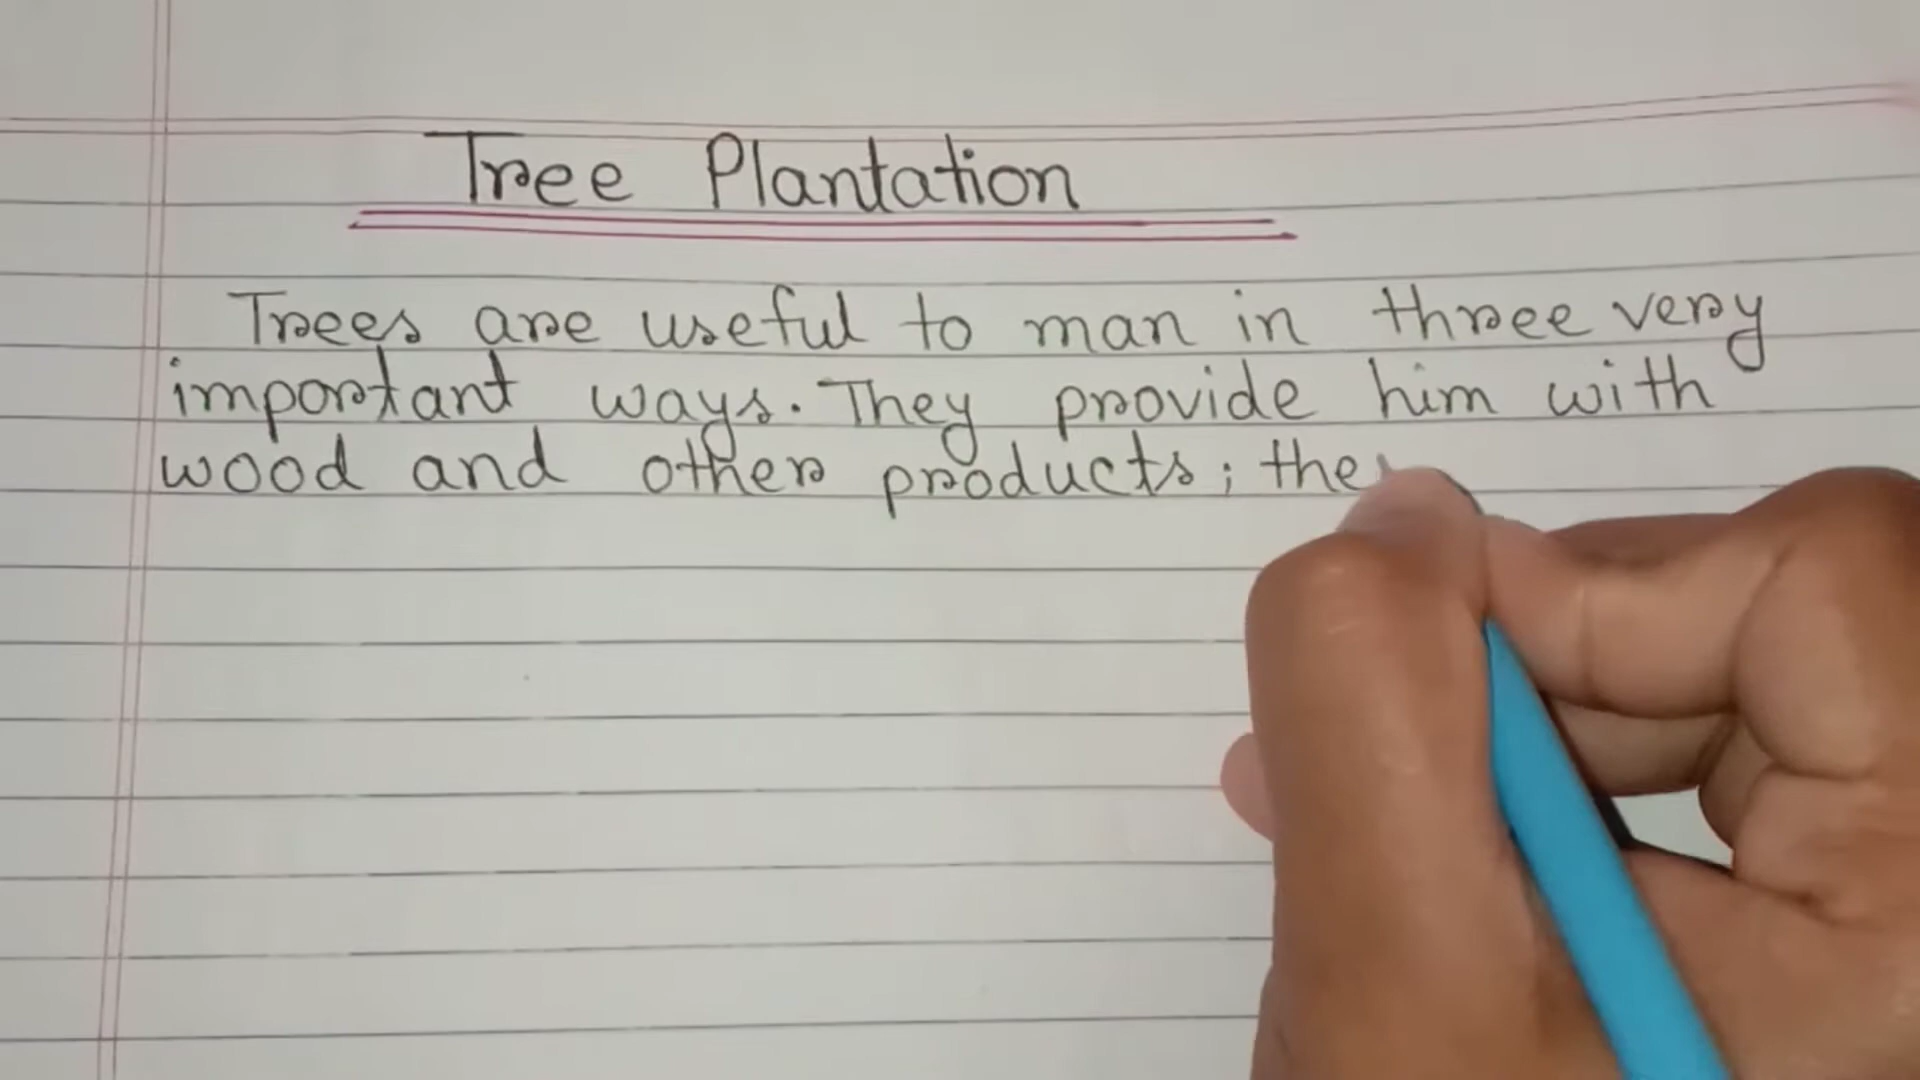 Tree Plantation
Trees are useful to man in three very
important ways. They provide him with
wood and other products; the